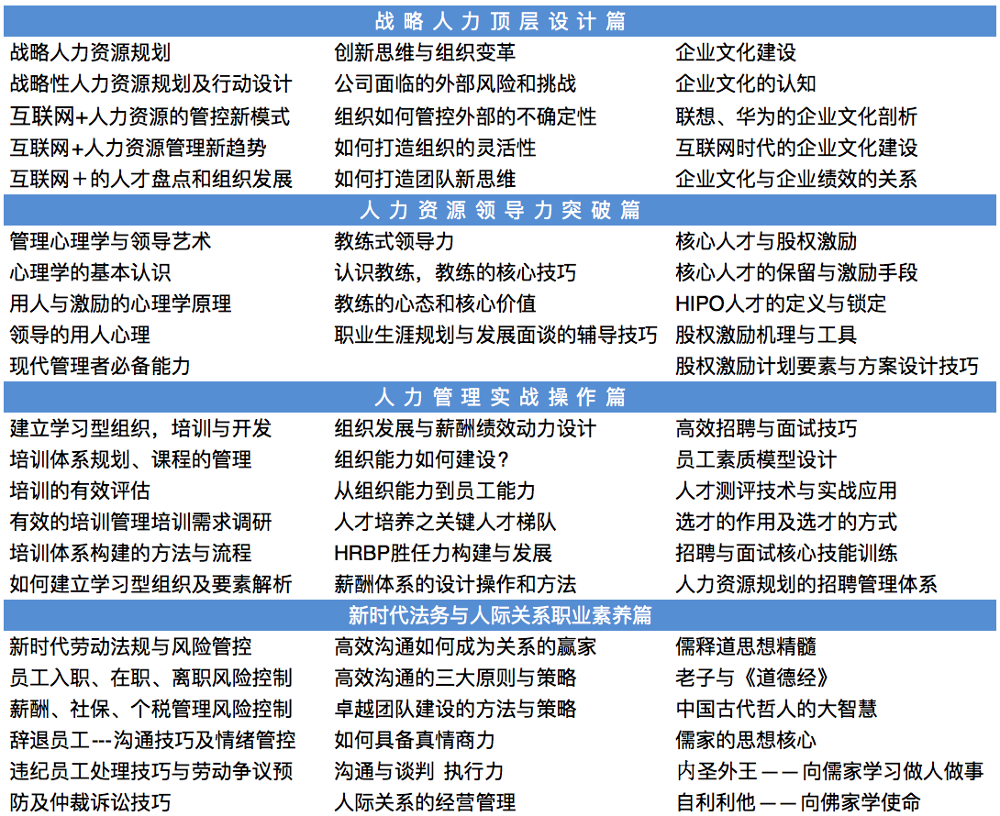 战略人力顶层设计篇
战略人力资源规划
创新思维与组织变革
企业文化建设
战略性人力资源规划及行动设计
公司面临的外部风险和挑战
企业文化的认知
互联网+人力资源的管控新模式
组织如何管控外部的不确定性
联想、华为的企业文化剖析
互联网+人力资源管理新趋势
如何打造组织的灵活性
互联网时代的企业文化建设
互联网＋的人才盘点和组织发展
如何打造团队新思维
企业文化与企业绩效的关系
人力资源领导力突破篇
管理心理学与领导艺术
教练式领导力
核心人才与股权激励
心理学的基本认识
认识教练，教练的核心技巧
核心人才的保留与激励手段
用人与激励的心理学原理
教练的心态和核心价值
HIPO人才的定义与锁定
领导的用人心理
职业生涯规划与发展面谈的辅导技巧
股权激励机理与工具
现代管理者必备能力
股权激励计划要素与方案设计技巧
人力管理实战操作篇
建立学习型组织，培训与开发
组织发展与薪酬绩效动力设计
高效招聘与面试技巧
培训体系规划、课程的管理
组织能力如何建设？
员工素质模型设计
培训的有效评估
从组织能力到员工能力
人才测评技术与实战应用
有效的培训管理培训需求调研
人才培养之关键人才梯队
选才的作用及选才的方式
培训体系构建的方法与流程
HRBP胜任力构建与发展
招聘与面试核心技能训练
如何建立学习型组织及要素解析
薪酬体系的设计操作和方法
人力资源规划的招聘管理体系
新时代法务与人际关系职业素养篇
新时代劳动法规与风险管控
高效沟通如何成为关系的赢家
儒释道思想精髓
员工入职、在职、离职风险控制
高效沟通的三大原则与策略
老子与《道德经》
薪酬、社保、个税管理风险控制
卓越团队建设的方法与策略
中国古代哲人的大智慧
辞退员工---沟通技巧及情绪管控
如何具备真情商力
儒家的思想核心
违纪员工处理技巧与劳动争议预
沟通与谈判 执行力
内圣外王——向儒家学习做人做事
防及仲裁诉讼技巧
人际关系的经营管理
自利利他——向佛家学使命